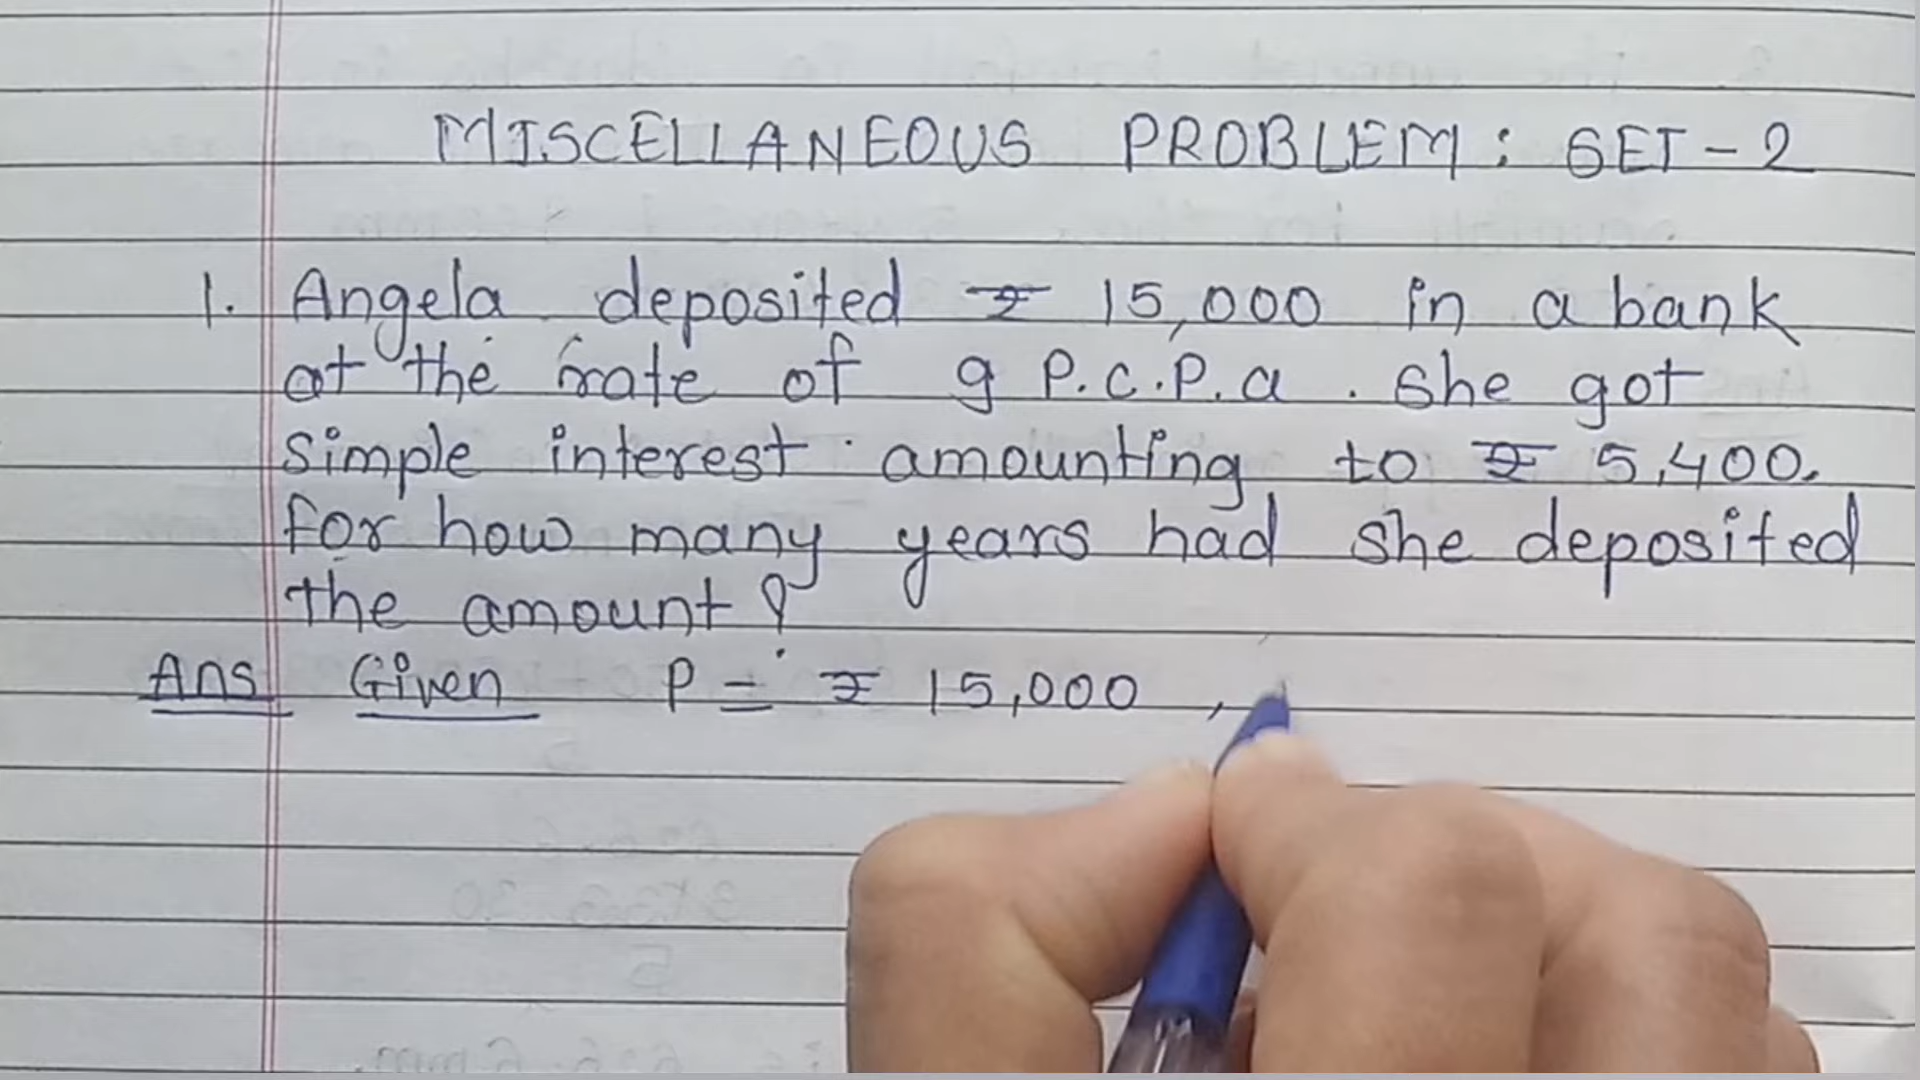 MISCELLANEOUS PROBLEM : SET - 2
1. Angela deposited ₹ 15,000 in a bank
at the rate of 9 P.C.P.a. She got
simple interest amounting to ₹ 5,400.
for how many years had she deposited
the amount?
Ans Given P = ₹ 15,000 ,